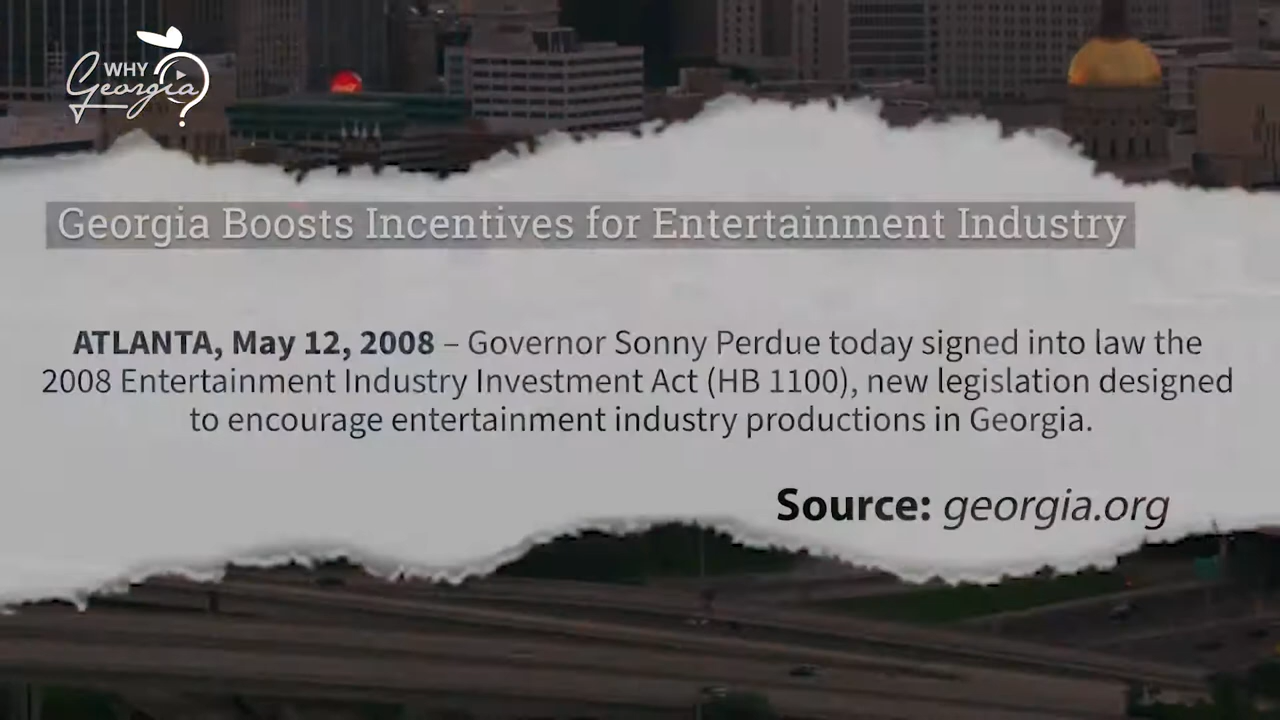 WHY
Georgia
Georgia Boosts Incentives for Entertainment Industry
ATLANTA, May 12, 2008 – Governor Sonny Perdue today signed into law the
2008 Entertainment Industry Investment Act (HB 1100), new legislation designed
to encourage entertainment industry productions in Georgia.
Source: georgia.org